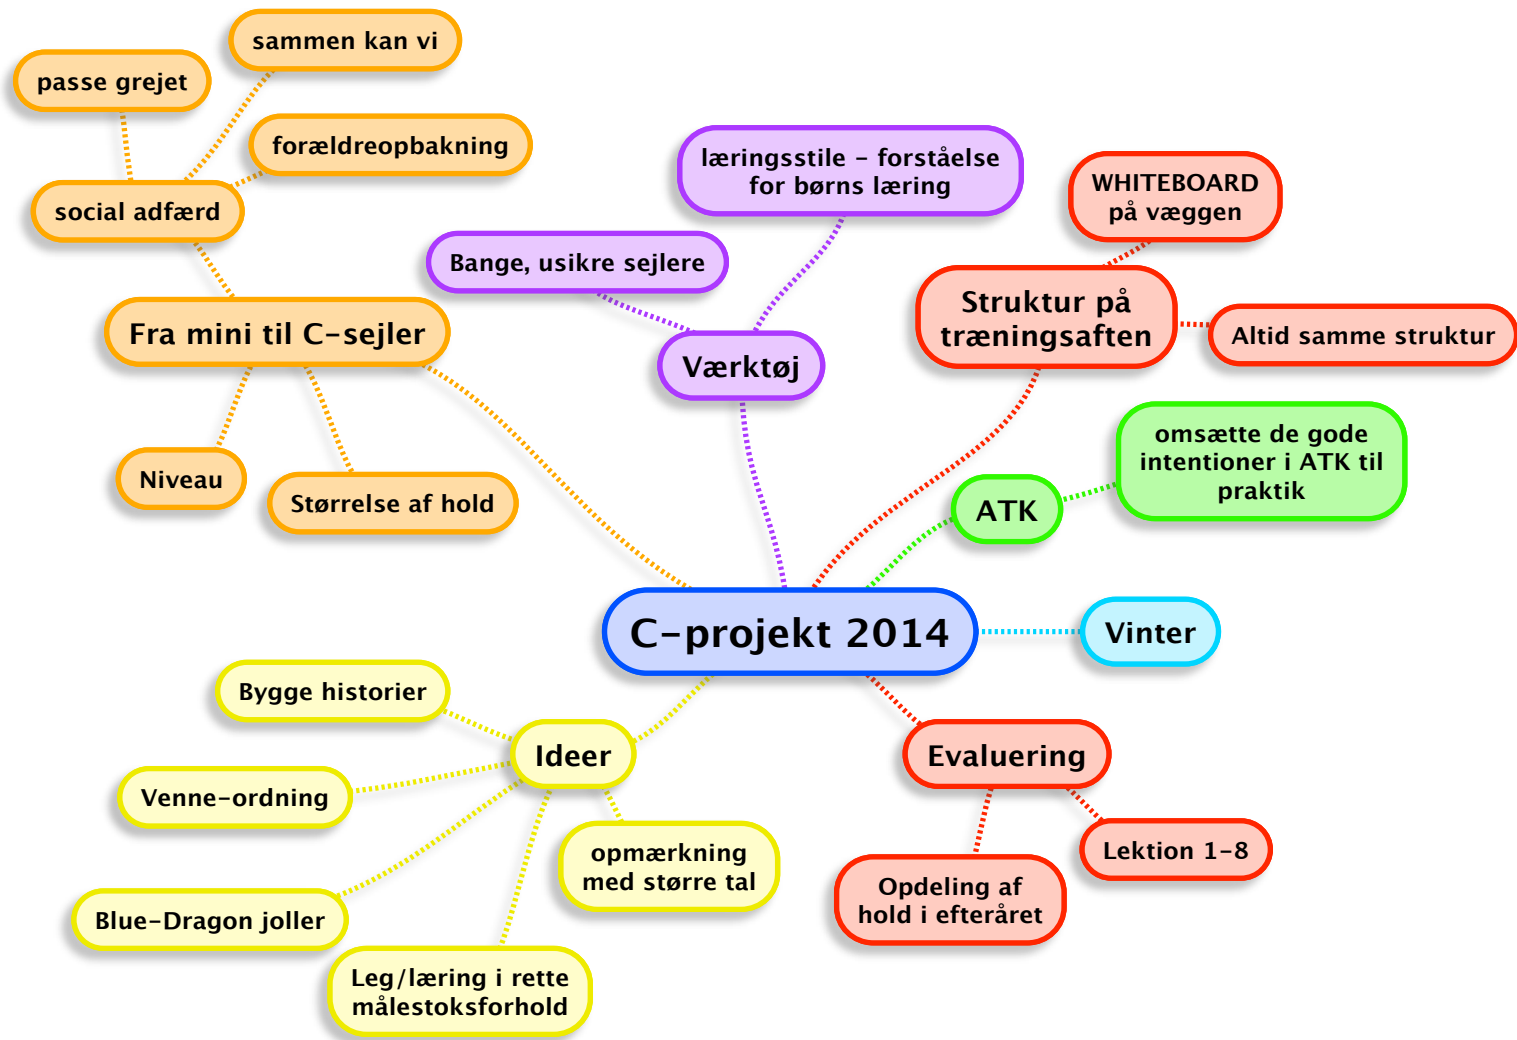 sammen kan vi
passe grejet
forældreopbakning
social adfærd
Fra mini til C-sejler
Niveau
Størrelse af hold
læringsstile - forståelse
for børns læring
Bange, usikre sejlere
Værktøj
WHITEBOARD
på væggen
Struktur på
træningsaften
Altid samme struktur
omsætte de gode
intentioner i ATK til
praktik
ATK
C-projekt 2014
Vinter
Bygge historier
Ideer
Venne-ordning
opmærkning
med større tal
Blue-Dragon joller
Leg/læring i rette
målestoksforhold
Evaluering
Lektion 1-8
Opdeling af
hold i efteråret